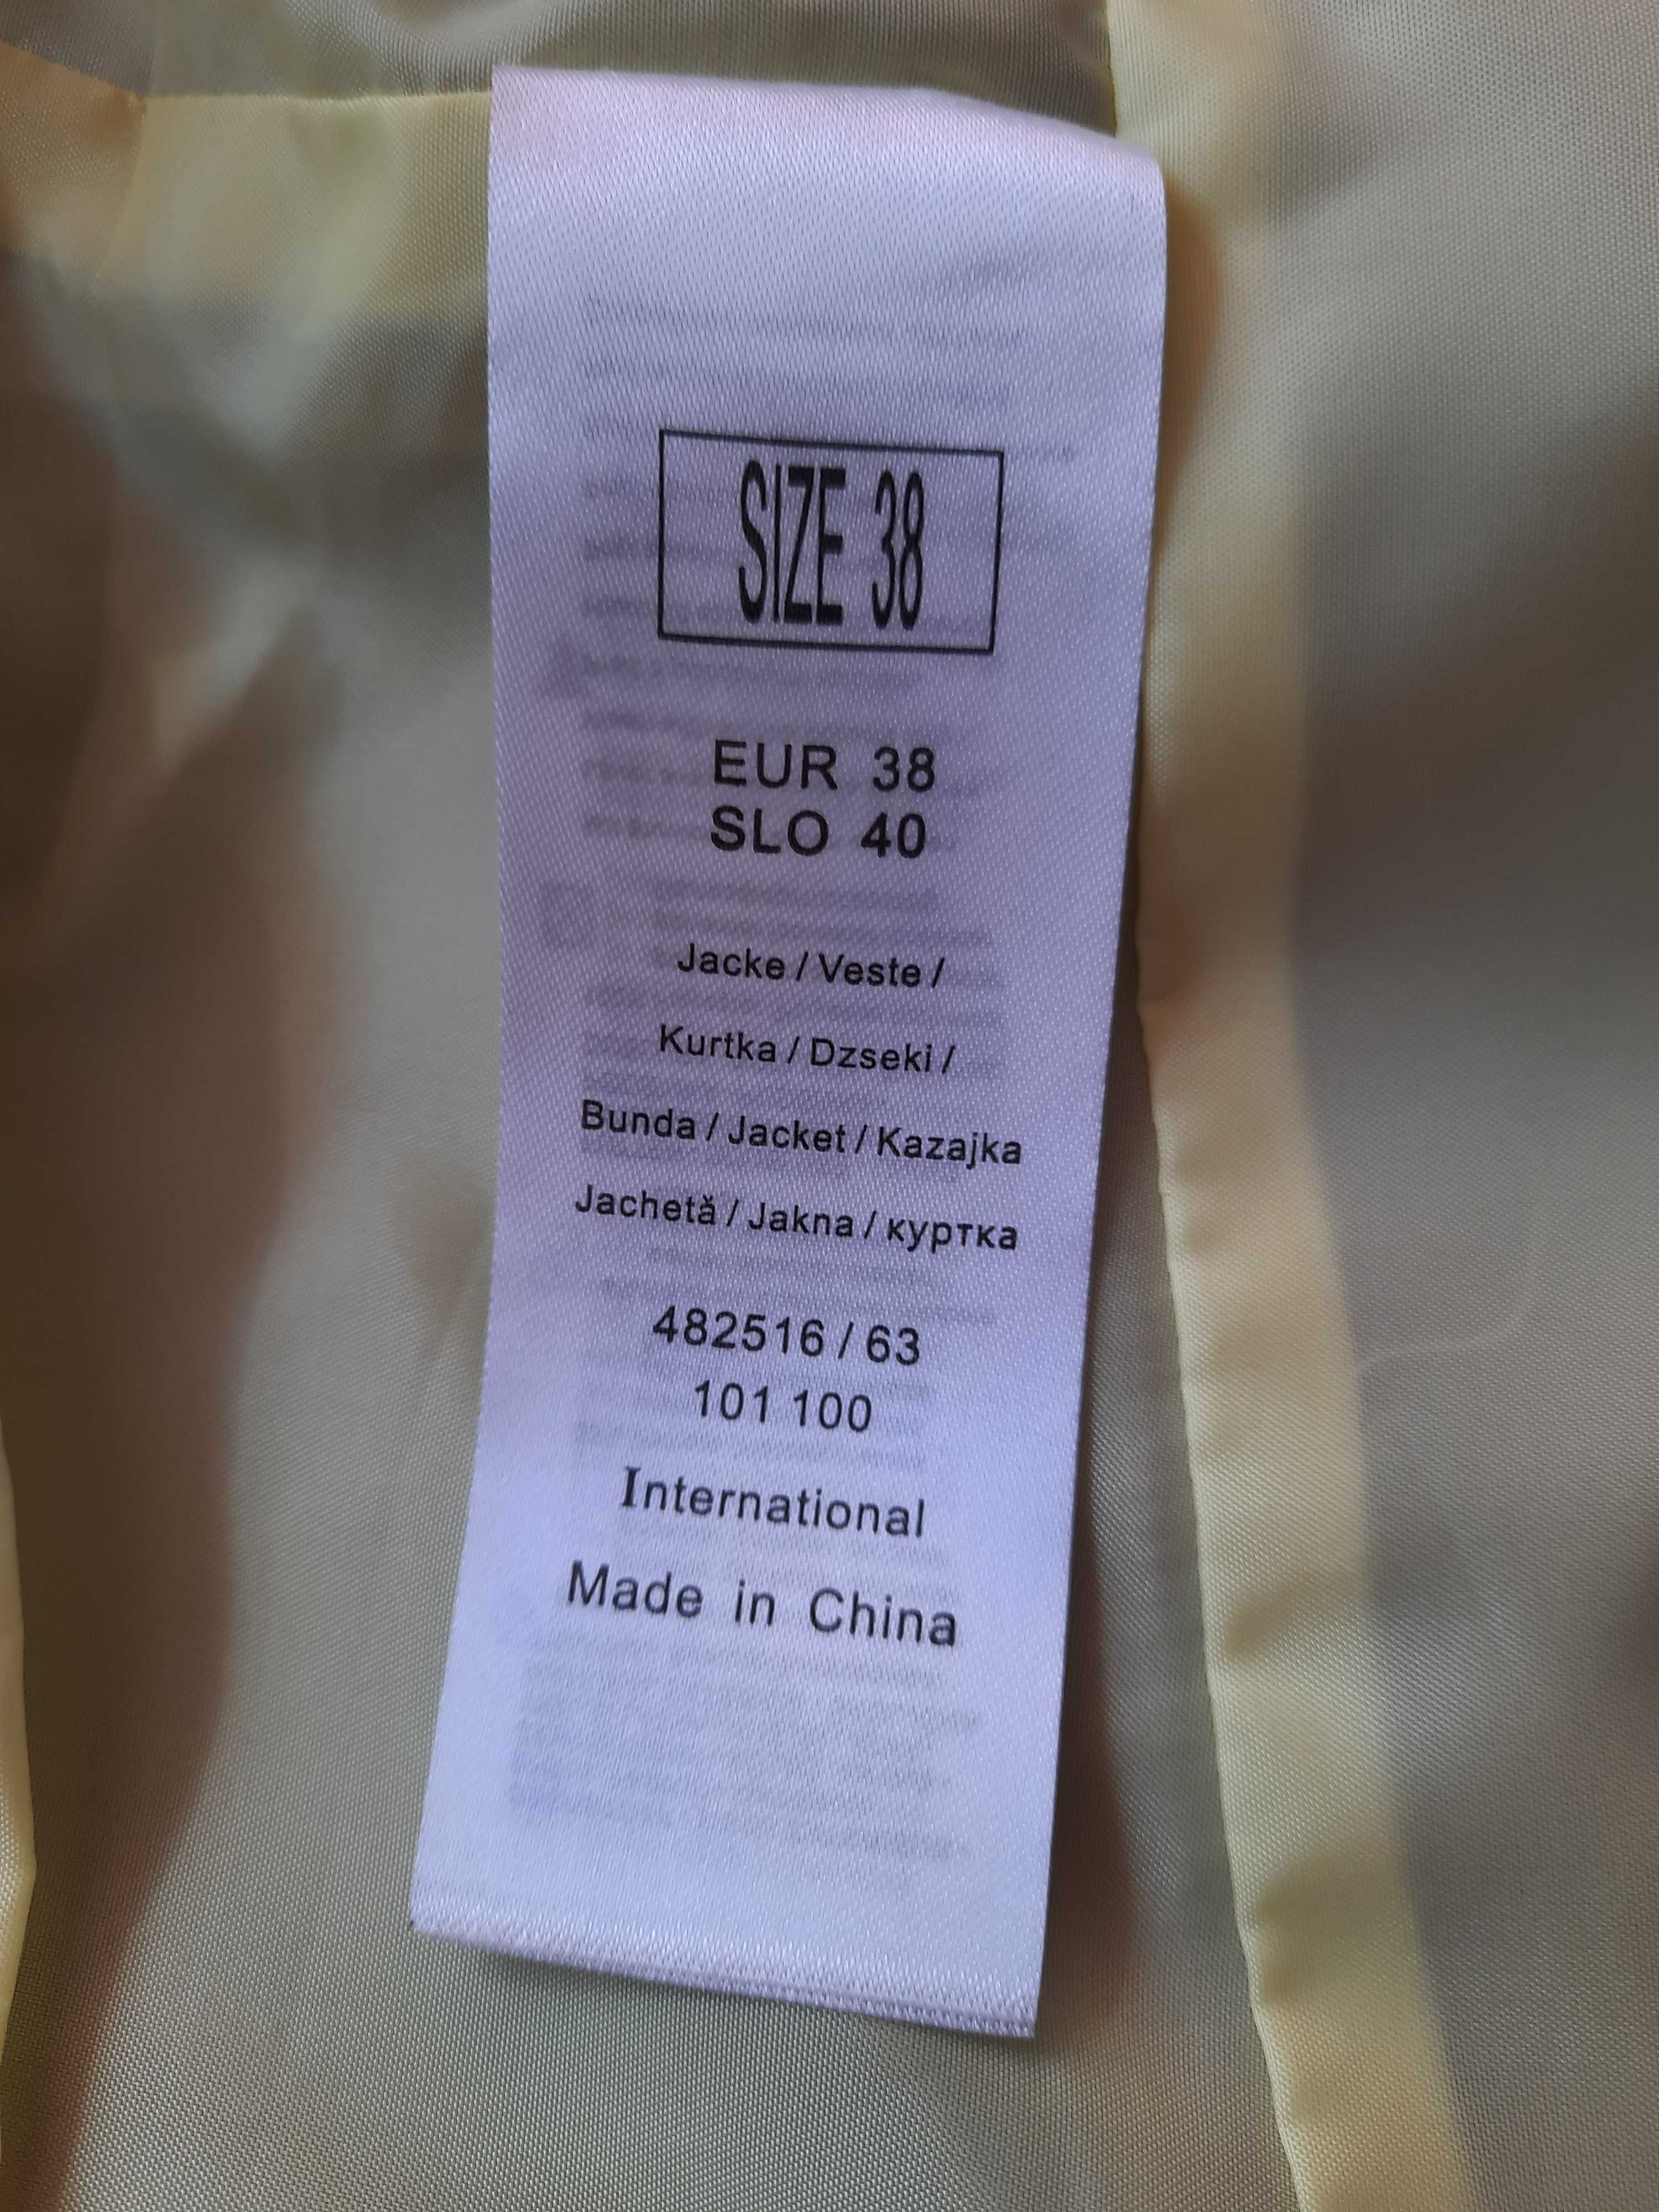 SIZE 38
EUR 38
SLO 40
Jacke / Veste /
Kurtka / Dzseki /
Bunda / Jacket / Kazajka
Jachetă / Jakna / куртка
482516 / 63
101 100
International
Made in China